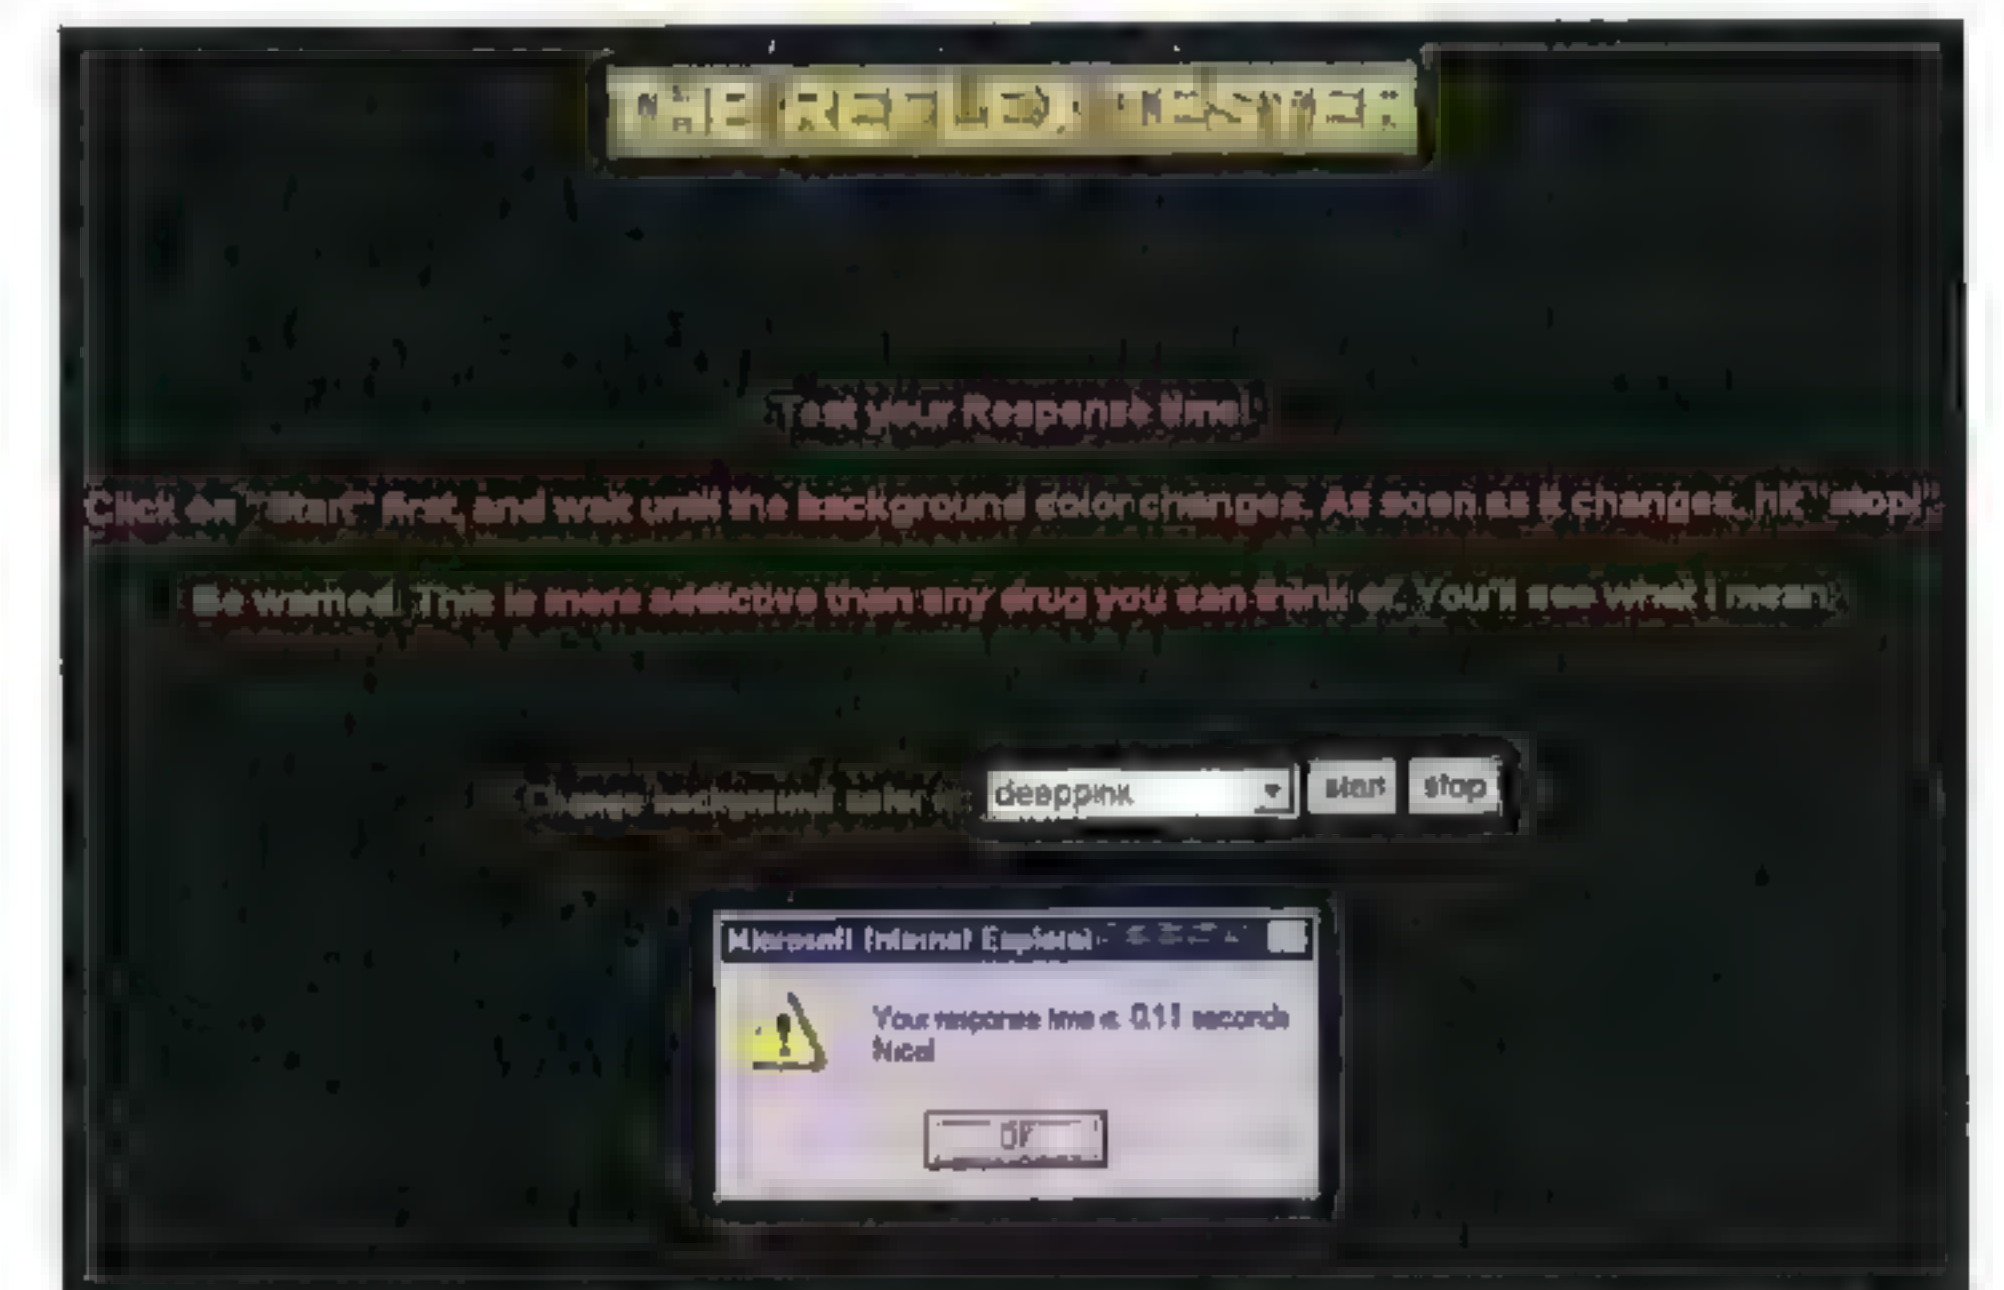 Test your Response time!
Click on "start" first, and wait until the background color changes. As soon as it changes, hit "stop!"
Be warned. This is more addictive than any drug you can think of. You'll see what I mean.
deeppink start stop
Microsoft Internet Explorer
Your response time is: 0.11 seconds
Nice!
OK